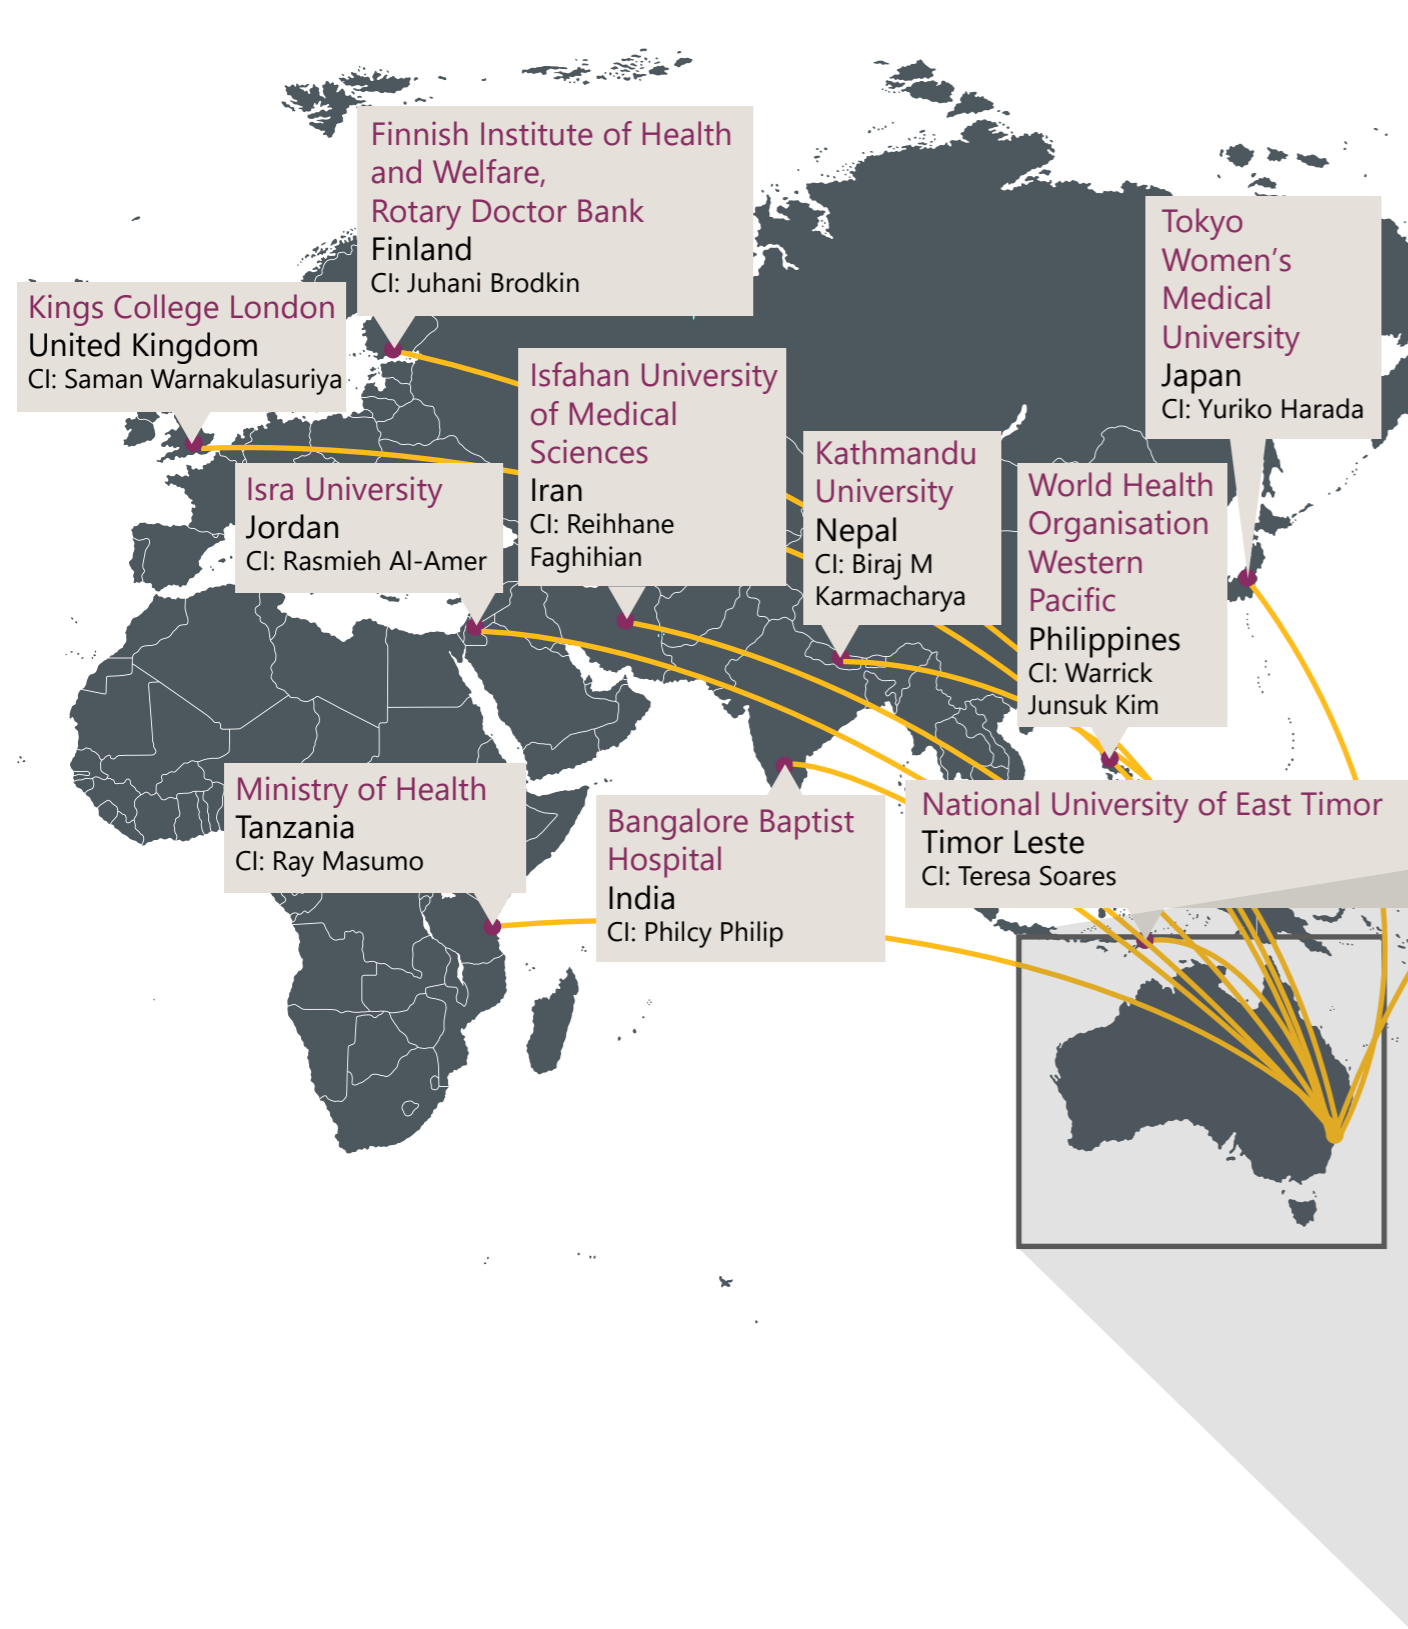 Finnish Institute of Health
and Welfare,
Rotary Doctor Bank
Finland
CI: Juhani Brodkin
Tokyo
Women's
Medical
University
Japan
CI: Yuriko Harada
Kings College London
United Kingdom
CI: Saman Warnakulasuriya
Isfahan University
of Medical
Sciences
Iran
CI: Reihhane
Faghihian
Kathmandu
University
Nepal
CI: Biraj M
Karmacharya
World Health
Organisation
Western
Pacific
Philippines
CI: Warrick
Junsuk Kim
Isra University
Jordan
CI: Rasmieh Al-Amer
Ministry of Health
Tanzania
CI: Ray Masumo
Bangalore Baptist
Hospital
India
CI: Philcy Philip
National University of East Timor
Timor Leste
CI: Teresa Soares